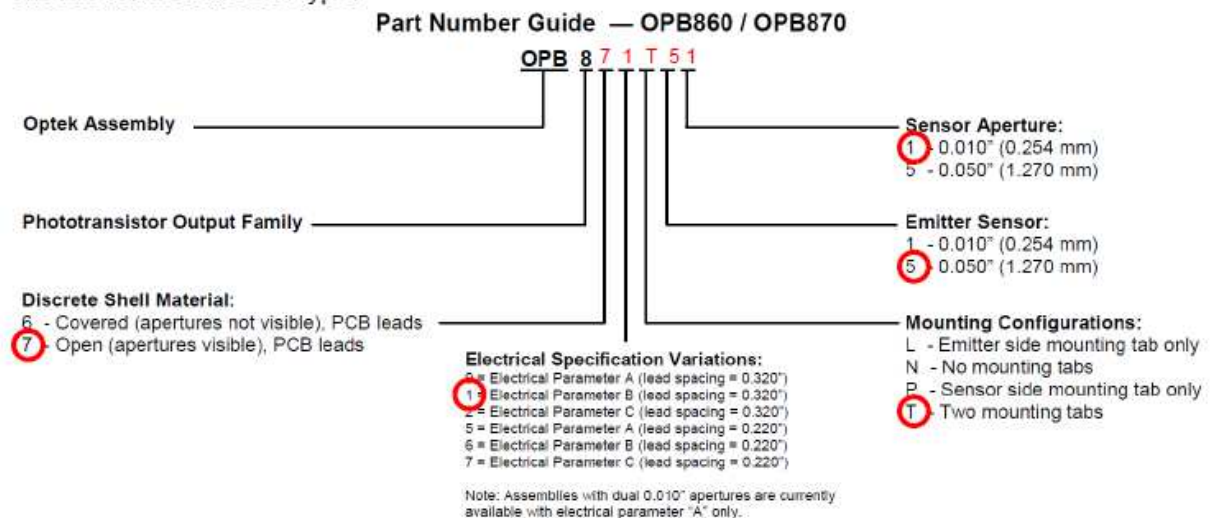 Part Number Guide — OPB860 / OPB870
OPB 8 7 1 T 5 1
Optek Assembly
Phototransistor Output Family
Discrete Shell Material:
6 - Covered (apertures not visible), PCB leads
7 - Open (apertures visible), PCB leads
Electrical Specification Variations:
0 = Electrical Parameter A (lead spacing = 0.320")
1 = Electrical Parameter B (lead spacing = 0.320")
2 = Electrical Parameter C (lead spacing = 0.320")
5 = Electrical Parameter A (lead spacing = 0.220")
6 = Electrical Parameter B (lead spacing = 0.220")
7 = Electrical Parameter C (lead spacing = 0.220")
Note: Assemblies with dual 0.010" apertures are currently
available with electrical parameter "A" only.
Sensor Aperture:
1 - 0.010" (0.254 mm)
5 - 0.050" (1.270 mm)
Emitter Sensor:
1 - 0.010" (0.254 mm)
5 - 0.050" (1.270 mm)
Mounting Configurations:
L - Emitter side mounting tab only
N - No mounting tabs
P - Sensor side mounting tab only
T - Two mounting tabs